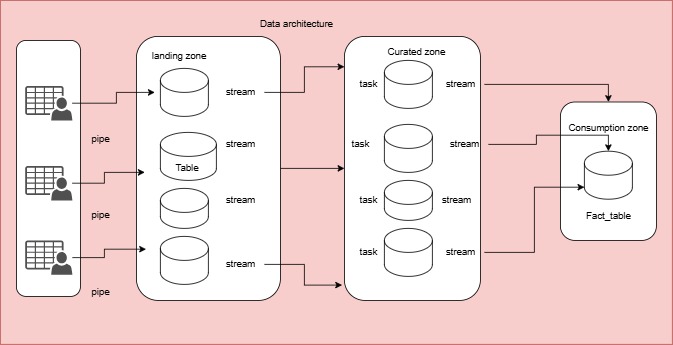 Data architecture
landing zone
Curated zone
task
stream
stream
Consumption zone
pipe
Table
stream
task
stream
pipe
stream
task
stream
Fact_table
stream
task
stream
pipe